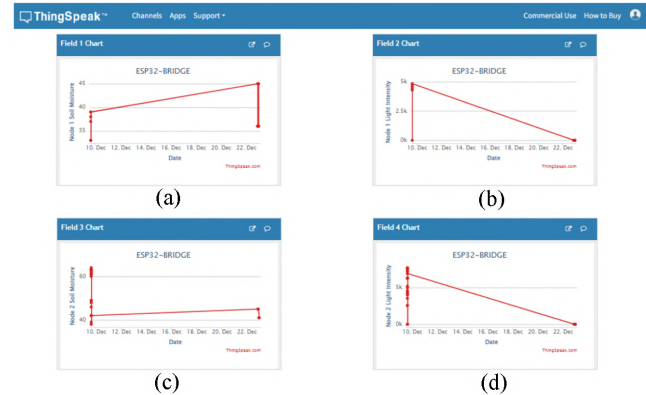 ThingSpeak™ Channels Apps Support Commercial Use How to Buy
Field 1 Chart
ESP32-BRIDGE
Node 1 Soil Moisture
45
40
35
10. Dec 12. Dec 14. Dec 16. Dec 18. Dec 20. Dec 22. Dec
Date
ThingSpeak.com
(a)
Field 2 Chart
ESP32-BRIDGE
Node 1 Light Intensity
5k
2.5k
0k
10. Dec 12. Dec 14. Dec 16. Dec 18. Dec 20. Dec 22. Dec
Date
ThingSpeak.com
(b)
Field 3 Chart
ESP32-BRIDGE
Node 2 Soil Moisture
60
40
10. Dec 12. Dec 14. Dec 16. Dec 18. Dec 20. Dec 22. Dec
Date
ThingSpeak.com
(c)
Field 4 Chart
ESP32-BRIDGE
Node 2 Light Intensity
5k
0k
10. Dec 12. Dec 14. Dec 16. Dec 18. Dec 20. Dec 22. Dec
Date
ThingSpeak.com
(d)